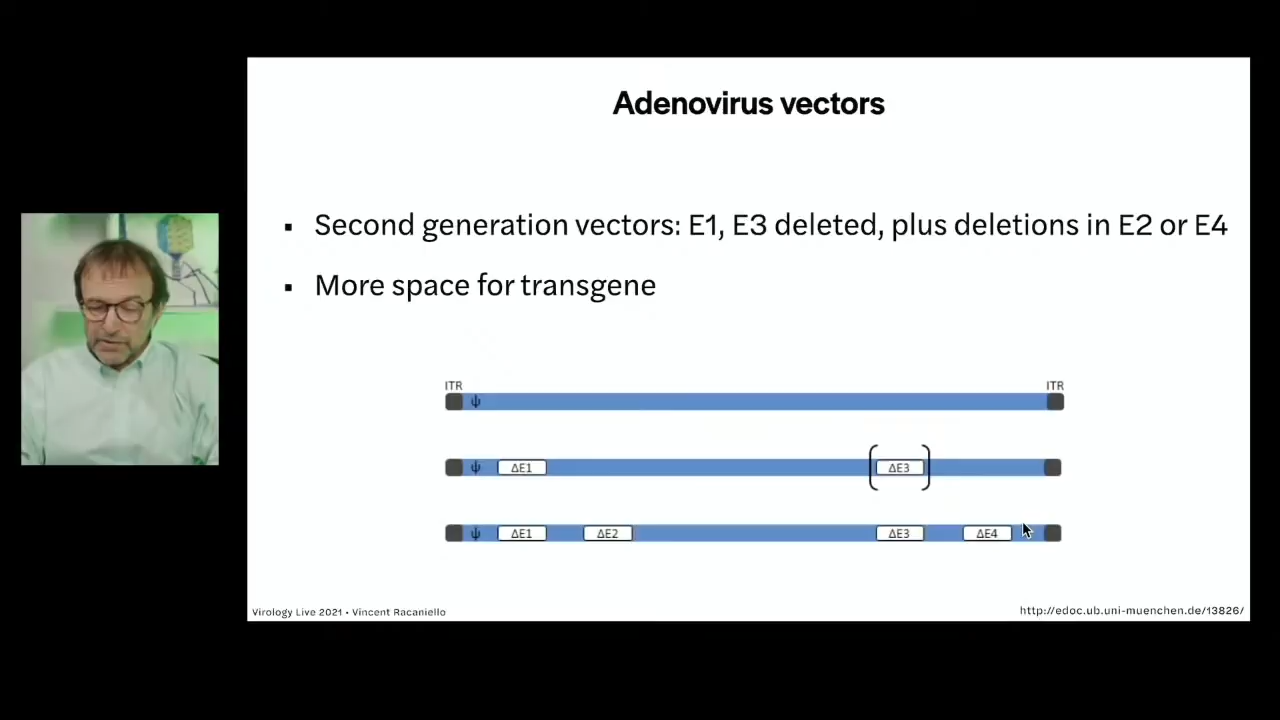 Adenovirus vectors
▪ Second generation vectors: E1, E3 deleted, plus deletions in E2 or E4
▪ More space for transgene
ITR ITR
ψ
ψ ΔE1 ΔE3
ψ ΔE1 ΔE2 ΔE3 ΔE4
Virology Live 2021 • Vincent Racaniello
http://edoc.ub.uni-muenchen.de/13826/